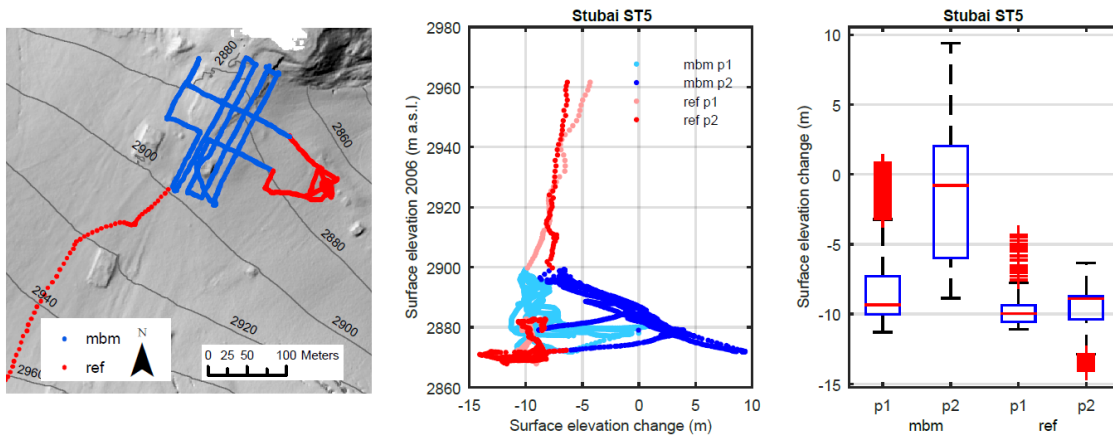 2880
2860
2900
2880
2940
2920
2900
2960
mbm
ref
N
0 25 50 100 Meters
Stubai ST5
Surface elevation 2006 (m a.s.l.)
2980
2960
2940
2920
2900
2880
2860
mbm p1
mbm p2
ref p1
ref p2
-15 -10 -5 0 5 10
Surface elevation change (m)
Stubai ST5
Surface elevation change (m)
10
5
0
-5
-10
-15
p1 p2 p1 p2
mbm ref